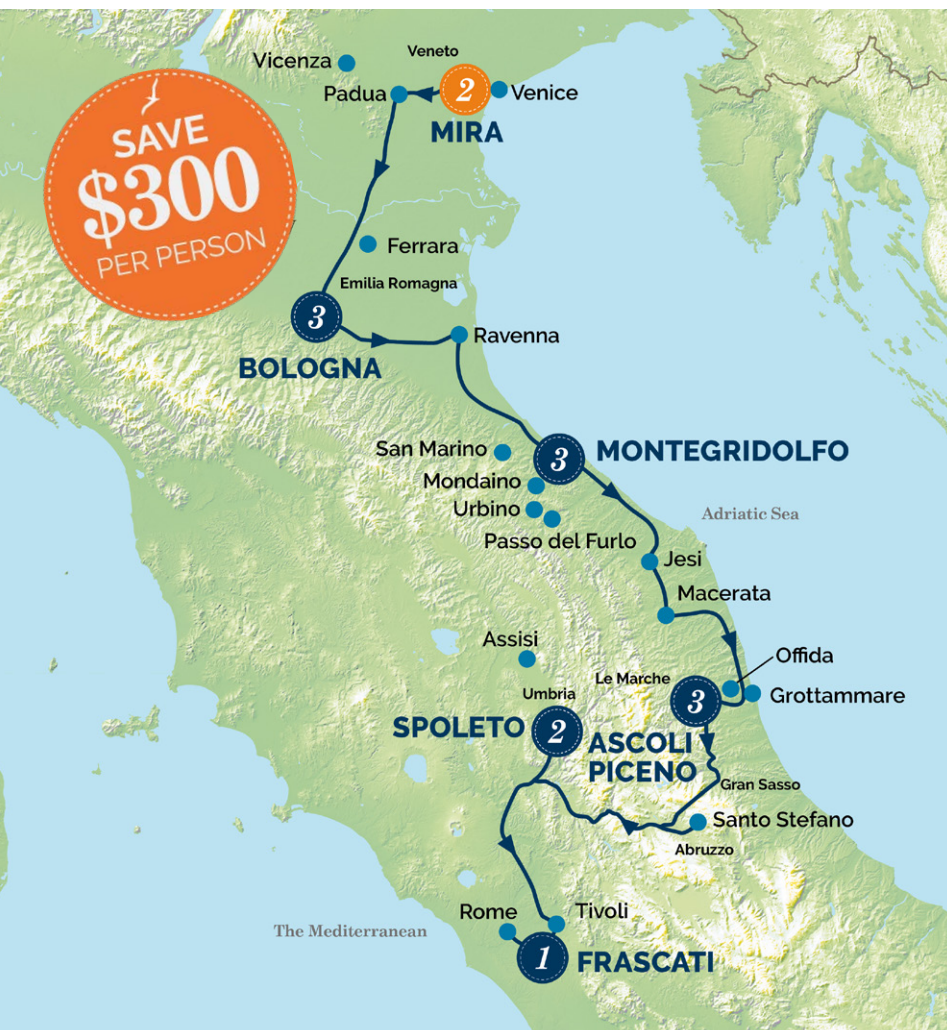 Veneto
Vicenza
Padua
2
Venice
MIRA
SAVE
$300
PER PERSON
Ferrara
Emilia Romagna
3
BOLOGNA
Ravenna
San Marino
3
MONTEGRIDOLFO
Mondaino
Urbino
Passo del Furlo
Adriatic Sea
Jesi
Macerata
Assisi
Offida
Le Marche
Grottammare
Umbria
3
SPOLETO
2
ASCOLI
PICENO
Gran Sasso
Santo Stefano
Abruzzo
Rome
Tivoli
The Mediterranean
1
FRASCATI